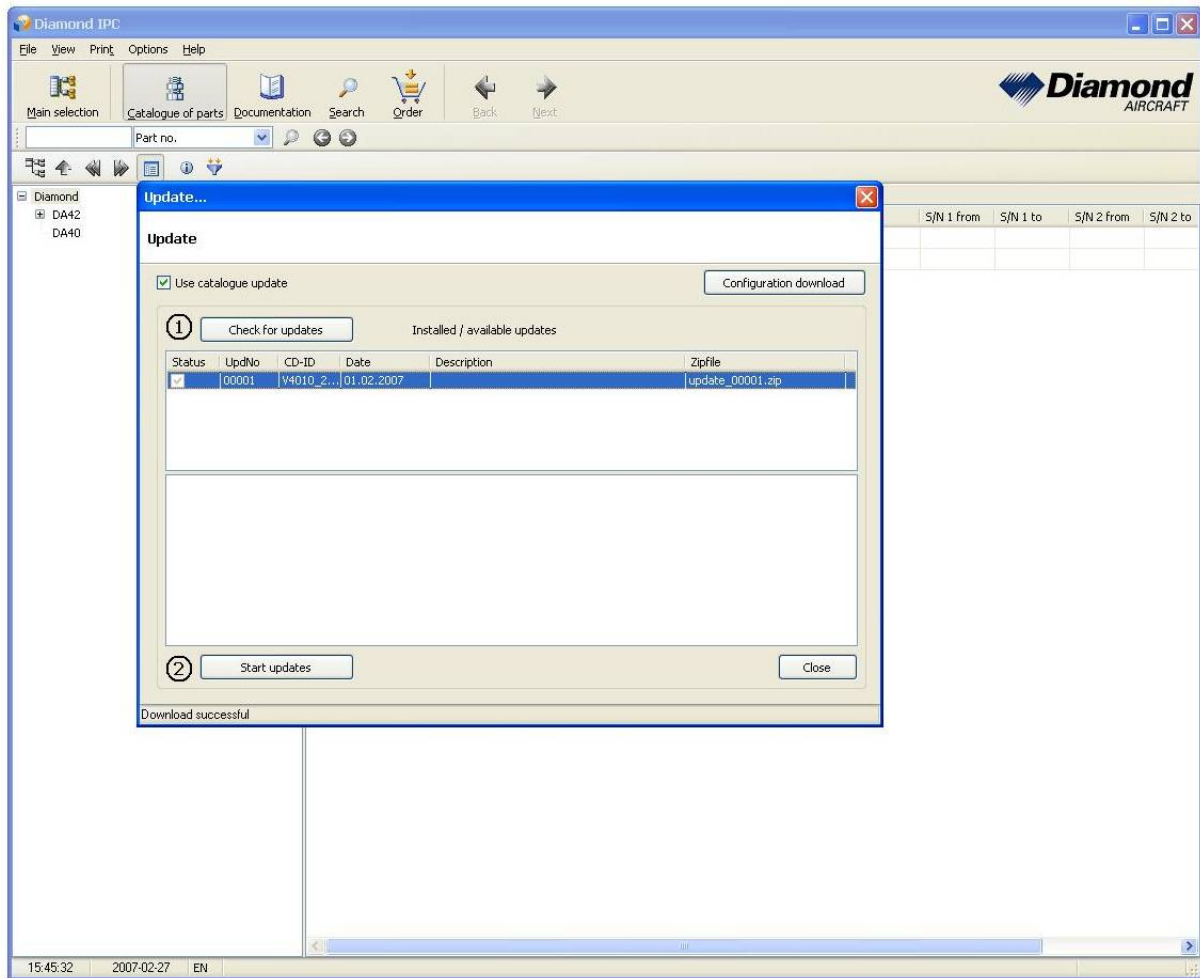 Diamond IPC
File View Print Options Help
Main selection Catalogue of parts Documentation Search Order Back Next
Diamond
AIRCRAFT
Part no.
Diamond
DA42
DA40
S/N 1 from S/N 1 to S/N 2 from S/N 2 to
Update...
Update
Use catalogue update
Configuration download
1 Check for updates Installed / available updates
Status UpdNo CD-ID Date Description Zipfile
00001 V4010_2... 01.02.2007 update_00001.zip
2 Start updates Close
Download successful
15:45:32 2007-02-27 EN